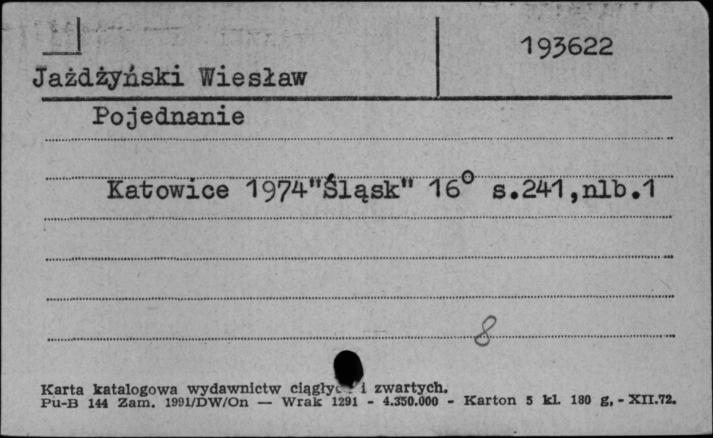 193622
Jażdżyński Wiesław
Pojednanie
Katowice 1974"Śląsk" 16° s.241,nlb.1
8
Karta katalogowa wydawnictw i zwartych.
Pu-B 144 Zam. 1991/DW/On — Wrak 1291 - 4.350.000 - Karton 5 kl. 180 g, - XII.72.